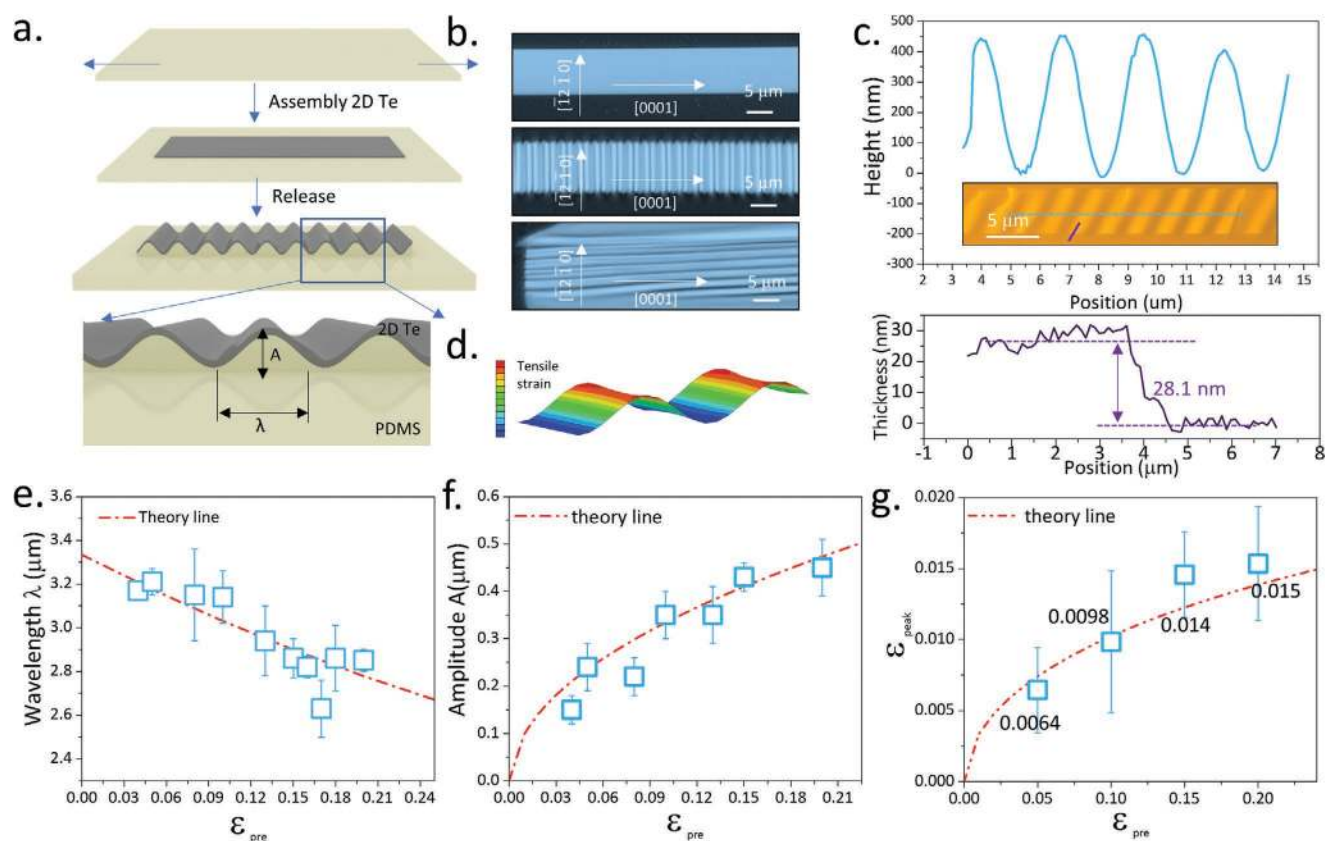 a.
Assembly 2D Te
Release
2D Te
A
λ
PDMS
b.
[1̅21̅0]
[0001]
5 μm
[1̅21̅0]
[0001]
5 μm
[1̅21̅0]
[0001]
5 μm
c.
Height (nm)
500
400
300
200
100
0
-100
-200
-300
5 μm
2 3 4 5 6 7 8 9 10 11 12 13 14 15
Position (um)
Thickness (nm)
30
20
10
0
28.1 nm
-1 0 1 2 3 4 5 6 7 8
Position (μm)
d.
Tensile
strain
e.
Wavelength λ (μm)
3.6
3.4
3.2
3.0
2.8
2.6
2.4
Theory line
0.00 0.03 0.06 0.09 0.12 0.15 0.18 0.21 0.24
εpre
f.
Amplitude A(μm)
0.6
0.5
0.4
0.3
0.2
0.1
0.0
theory line
0.00 0.03 0.06 0.09 0.12 0.15 0.18 0.21
εpre
g.
εpeak
0.020
0.015
0.010
0.005
0.000
theory line
0.0064
0.0098
0.014
0.015
0.00 0.05 0.10 0.15 0.20
εpre